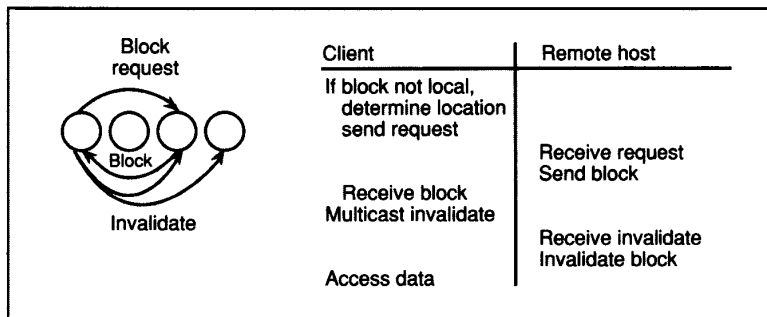 Block
request
Block
Invalidate
Client
Remote host
If block not local,
determine location
send request
Receive request
Send block
Receive block
Multicast invalidate
Receive invalidate
Invalidate block
Access data